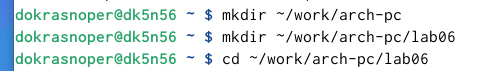 dokrasnoper@dk5n56 ~ $ mkdir ~/work/arch-pc
dokrasnoper@dk5n56 ~ $ mkdir ~/work/arch-pc/lab06
dokrasnoper@dk5n56 ~ $ cd ~/work/arch-pc/lab06